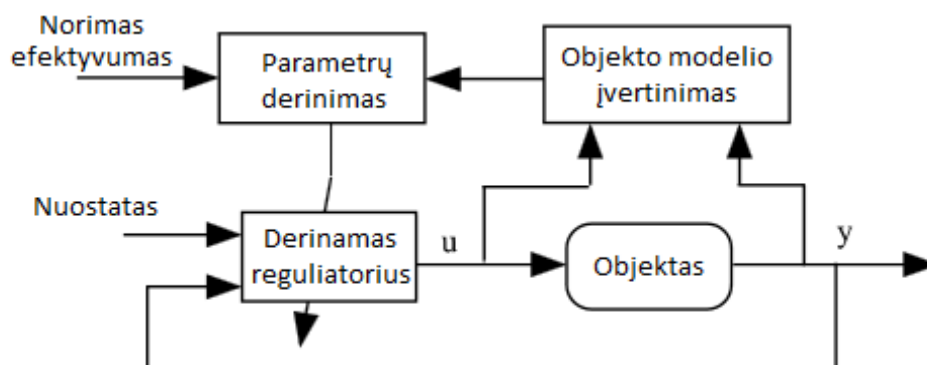 Norimas
efektyvumas
Parametrų
derinimas
Objekto modelio
įvertinimas
Nuostatas
Derinamas
reguliatorius
u
Objektas
y